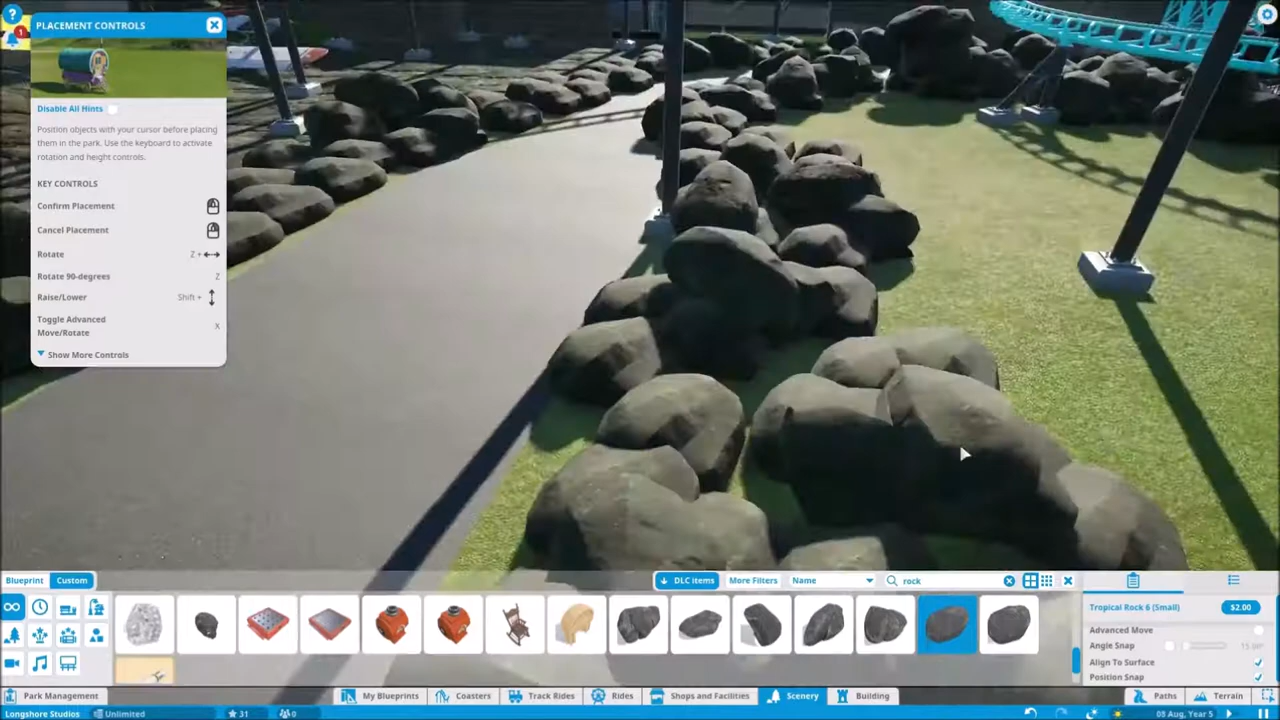 ?
PLACEMENT CONTROLS
1
Disable All Hints
Position objects with your cursor before placing
them in the park. Use the keyboard to activate
rotation and height controls.
KEY CONTROLS
Confirm Placement
Cancel Placement
Rotate Z +
Rotate 90-degrees Z
Raise/Lower Shift +
Toggle Advanced
Move/Rotate X
Show More Controls
Blueprint Custom DLC items More Filters Name rock
Tropical Rock 6 (Small) $2.00
Advanced Move
Angle Snap
Align To Surface
Position Snap
Park Management My Blueprints Coasters Track Rides Rides Shops and Facilities Scenery Building Paths Terrain
Longshore Studios Unlimited 31 0 03 Aug, Year 5